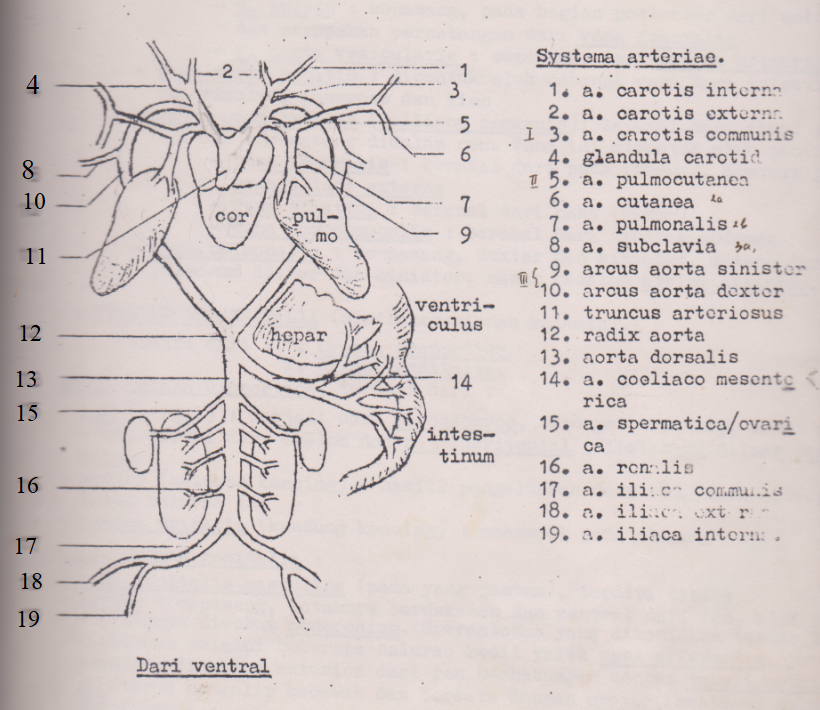 Systema arteriae.
1. a. carotis interna
2. a. carotis externa
I 3. a. carotis communis
4. glandula carotid
II 5. a. pulmocutanea
6. a. cutanea 2a
7. a. pulmonalis 2b
8. a. subclavia 3a,
9. arcus aorta sinister
III { 10. arcus aorta dexter
11. truncus arteriosus
12. radix aorta
13. aorta dorsalis
14. a. coeliaco mesente
rica
15. a. spermatica/ovari
ca
16. a. renalis
17. a. iliaca communis
18. a. iliaca
19. a. iliaca interna.
2
1
4
3
5
6
8
10
7
9
11
cor
pul-
mo
ventri-
culus
hepar
12
13
14
15
intes-
tinum
16
17
18
19
Dari ventral